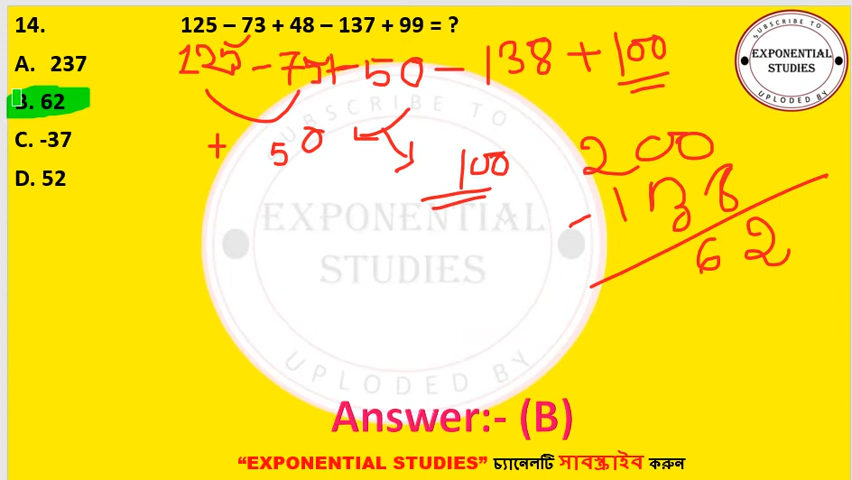 14. 125 – 73 + 48 – 137 + 99 = ?
A. 237
B. 62
C. -37
D. 52
125 - 75 + 50 - 138 + 100
+ 50
100
200
- 138
62
SUBSCRIBE TO
EXPONENTIAL
STUDIES
UPLODED BY
SUBSCRIBE TO
EXPONENTIAL
STUDIES
UPLODED BY
Answer:- (B)
“EXPONENTIAL STUDIES” চ্যানেলটি সাবস্ক্রাইব করুন